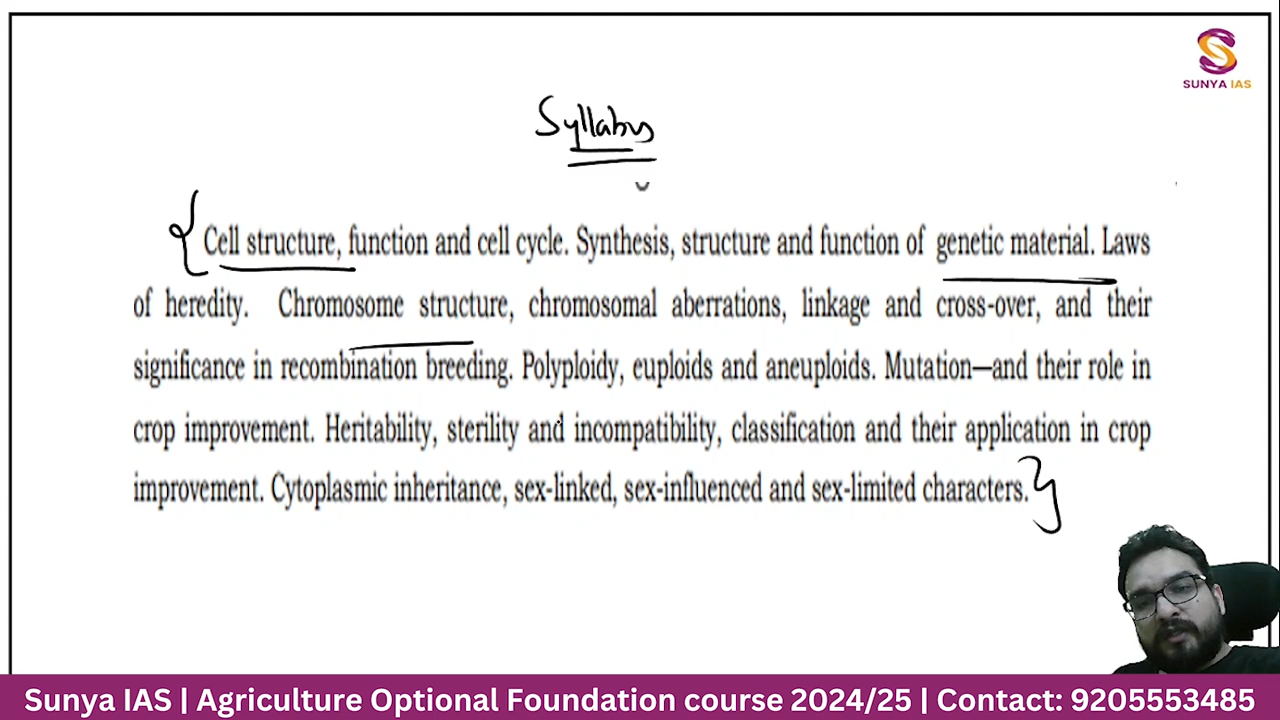 SUNYA IAS
Syllabus
Cell structure, function and cell cycle. Synthesis, structure and function of genetic material. Laws
of heredity. Chromosome structure, chromosomal aberrations, linkage and cross-over, and their
significance in recombination breeding. Polyploidy, euploids and aneuploids. Mutation—and their role in
crop improvement. Heritability, sterility and incompatibility, classification and their application in crop
improvement. Cytoplasmic inheritance, sex-linked, sex-influenced and sex-limited characters.
Sunya IAS | Agriculture Optional Foundation course 2024/25 | Contact: 9205553485